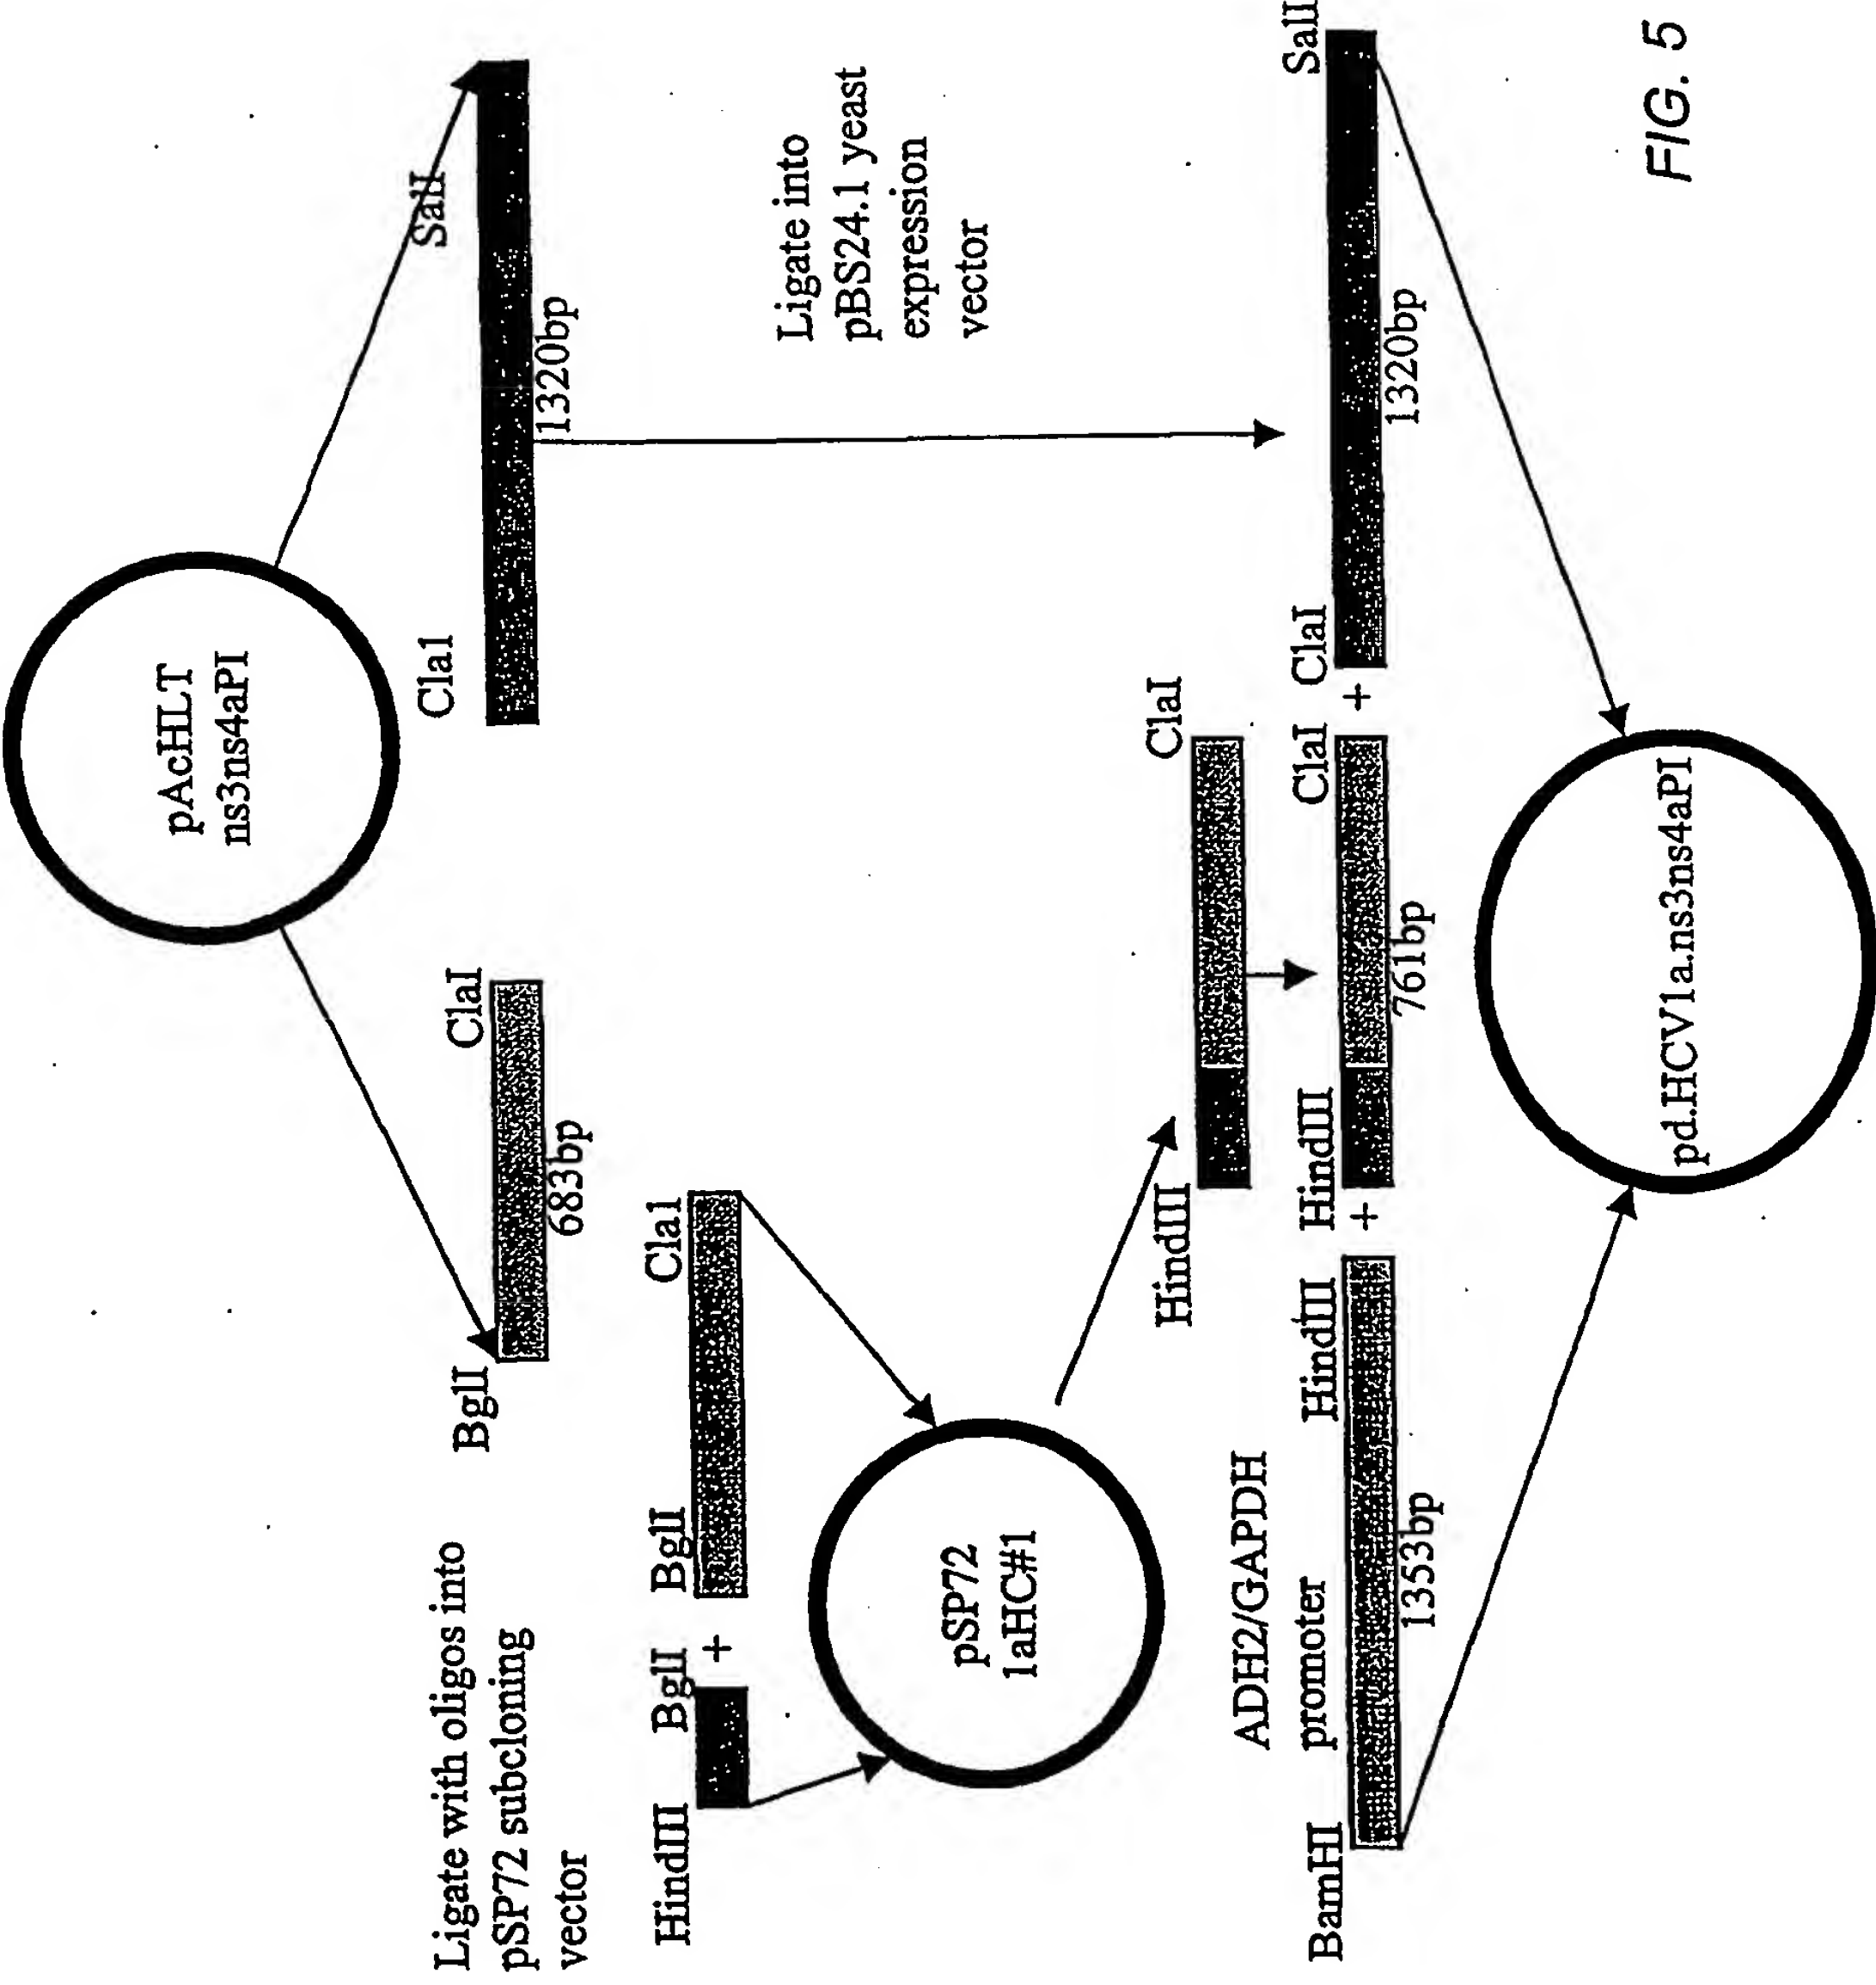 pAcHLT
ns3ns4aPI
BglI
ClaI
683bp
Cla1
SalI
1320bp
Ligate with oligos into
pSP72 subcloning
vector
HindIII
BglI
+
BglI
Cla1
Ligate into
pBS24.1 yeast
expression
vector
pSP72
1aHC#1
HindIII
ClaI
ADH2/GAPDH
promoter
BamHI
HindIII
1353bp
+
HindIII
ClaI
761bp
+
ClaI
SalI
1320bp
pd.HCV1a.ns3ns4aPI
FIG. 5